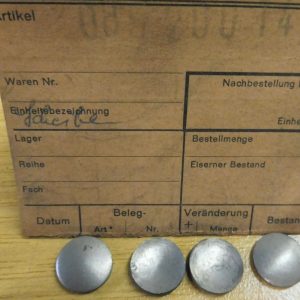 Artikel
Waren Nr.
Nachbestellung
Einheitsbezeichnung
Scheiben
Einhe
Lager
Bestellmenge
Reihe
Eiserner Bestand
Fach
Datum
Beleg-
Veränderung
Bestan
Art*
Nr.
+
Menge